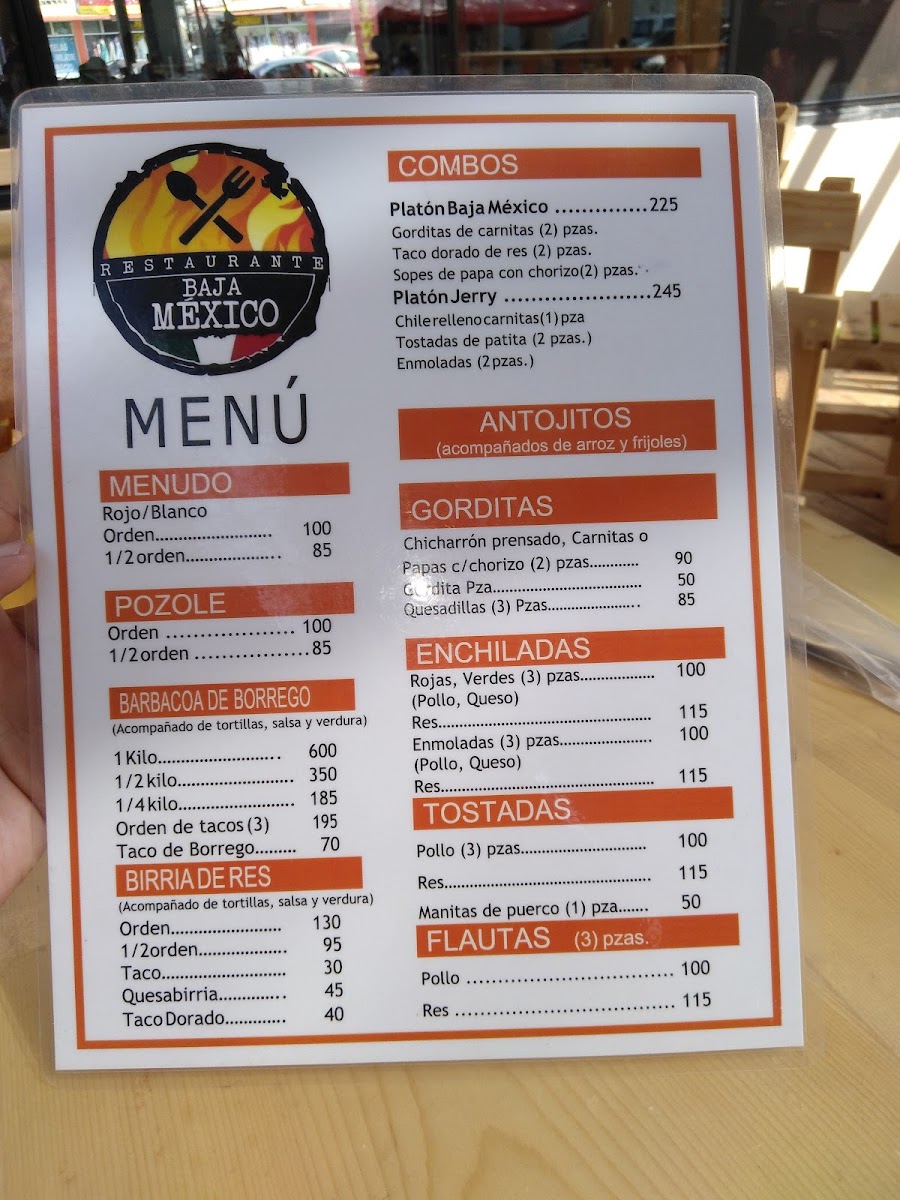 RESTAURANTE
BAJA
MÉXICO
MENÚ
MENUDO
Rojo/Blanco
Orden.......................... 100
1/2 orden..................... 85
POZOLE
Orden ................... 100
1/2 orden .................85
BARBACOA DE BORREGO
(Acompañado de tortillas, salsa y verdura)
1 Kilo........................... 600
1/2 kilo......................... 350
1/4 kilo......................... 185
Orden de tacos (3) 195
Taco de Borrego......... 70
BIRRIA DE RES
(Acompañado de tortillas, salsa y verdura)
Orden........................ 130
1/2orden................... 95
Taco........................... 30
Quesabirria............... 45
Taco Dorado............. 40
COMBOS
Platón Baja México ..............225
Gorditas de carnitas (2) pzas.
Taco dorado de res (2) pzas.
Sopes de papa con chorizo(2) pzas.
Platón Jerry ......................245
Chile relleno carnitas(1) pza
Tostadas de patita (2 pzas.)
Enmoladas (2 pzas.)
ANTOJITOS
(acompañados de arroz y frijoles)
GORDITAS
Chicharrón prensado, Carnitas o
Papas c/chorizo (2) pzas............ 90
Gordita Pza................................... 50
Quesadillas (3) Pzas...................... 85
ENCHILADAS
Rojas, Verdes (3) pzas.................. 100
(Pollo, Queso)
Res.................................................. 115
Enmoladas (3) pzas...................... 100
(Pollo, Queso)
Res.................................................. 115
TOSTADAS
Pollo (3) pzas.............................. 100
Res................................................. 115
Manitas de puerco (1) pza....... 50
FLAUTAS (3) pzas.
Pollo ................................ 100
Res .................................. 115